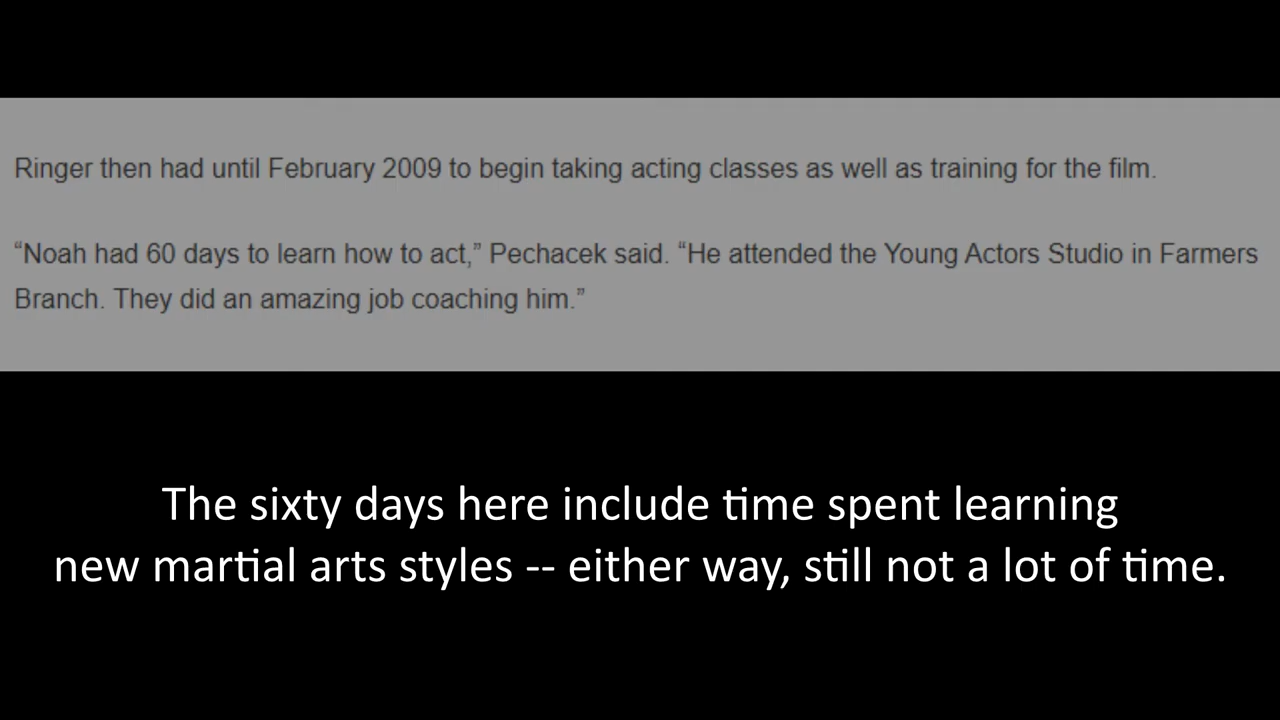 Ringer then had until February 2009 to begin taking acting classes as well as training for the film.
“Noah had 60 days to learn how to act,” Pechacek said. “He attended the Young Actors Studio in Farmers
Branch. They did an amazing job coaching him.”
The sixty days here include time spent learning
new martial arts styles -- either way, still not a lot of time.